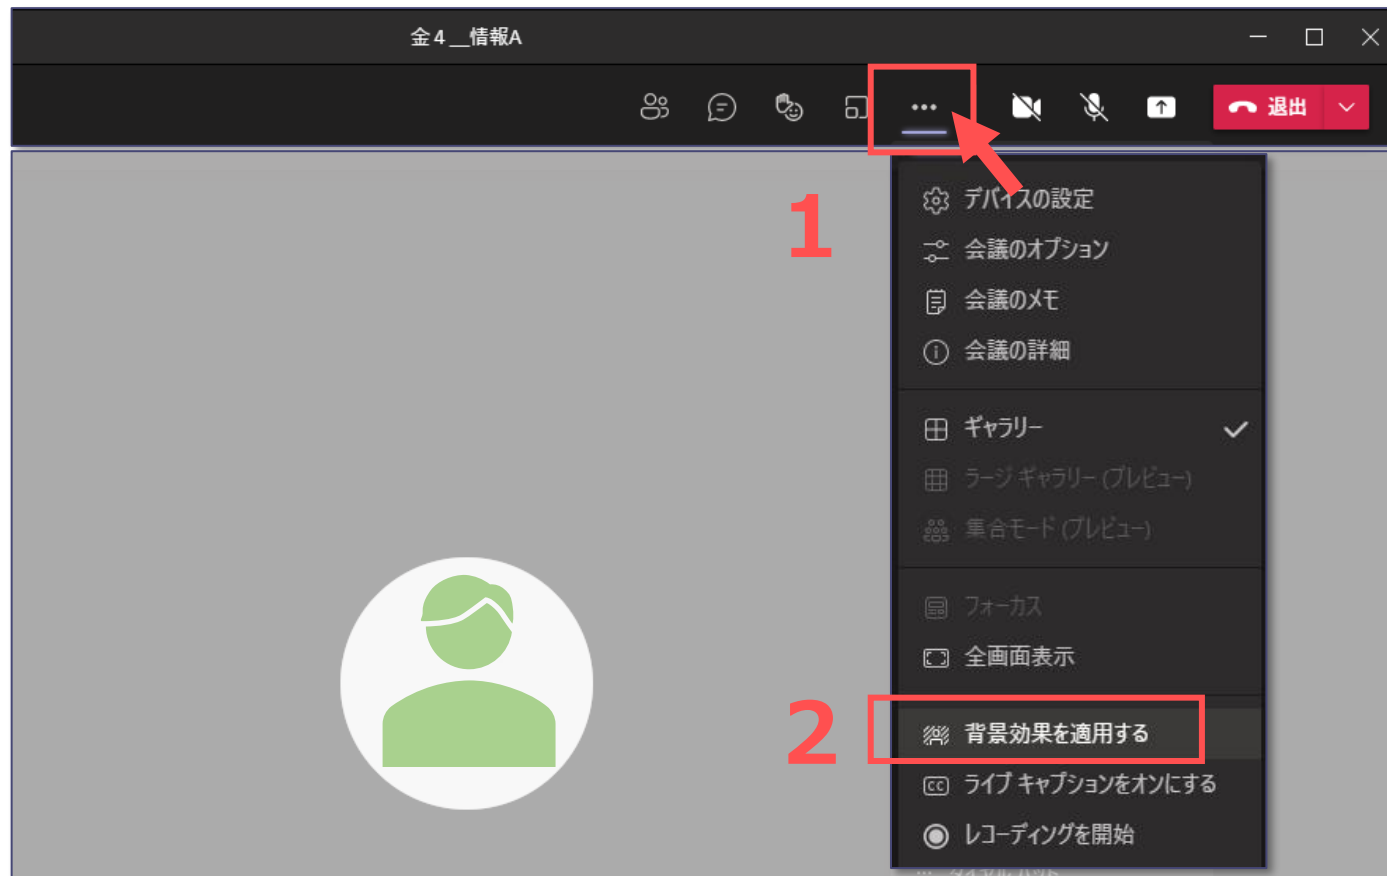 金4__情報A
退出
1
デバイスの設定
会議のオプション
会議のメモ
会議の詳細
ギャラリー
ラージ ギャラリー (プレビュー)
集合モード (プレビュー)
フォーカス
全画面表示
2
背景効果を適用する
CC ライブ キャプションをオンにする
レコーディングを開始